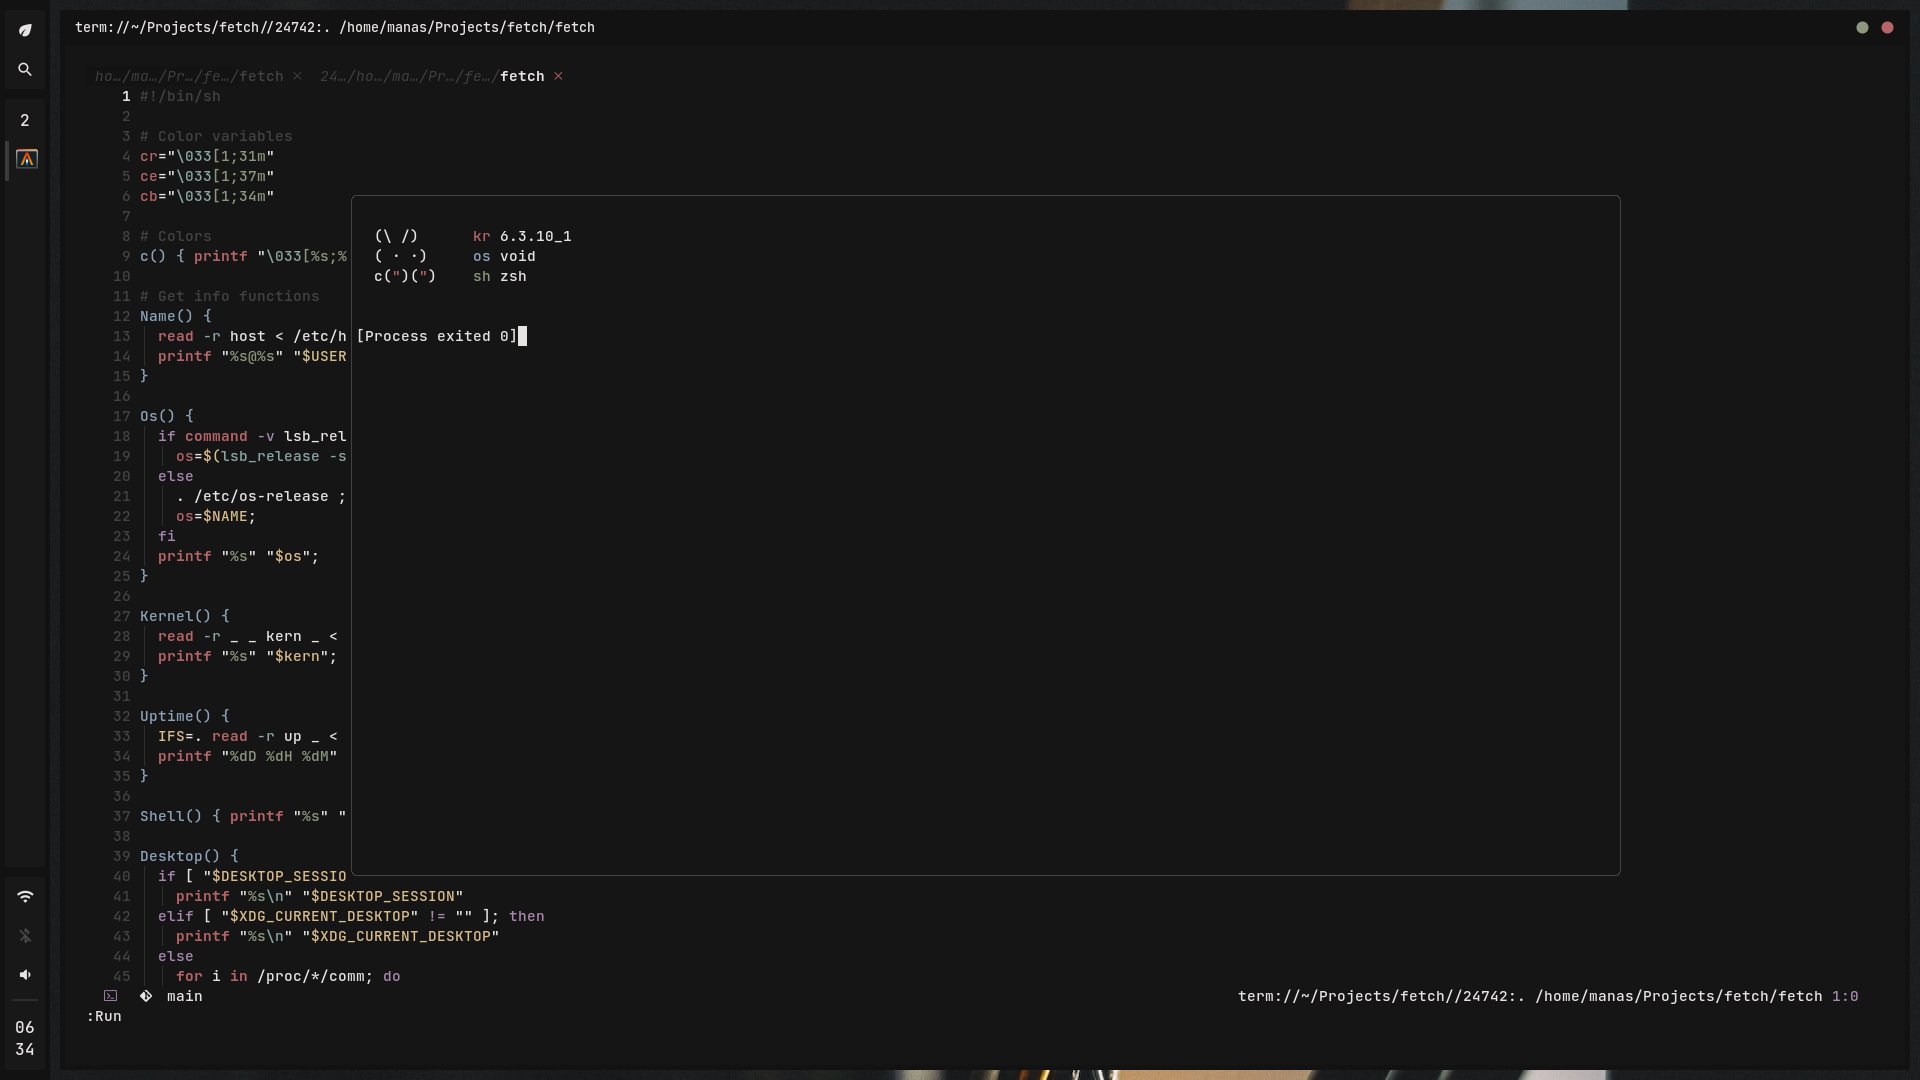 term://~/Projects/fetch//24742:. /home/manas/Projects/fetch/fetch
ho…/ma…/Pr…/fe…/fetch × 24…/ho…/ma…/Pr…/fe…/fetch ×
2
1 #!/bin/sh
2
3 # Color variables
4 cr="\033[1;31m"
5 ce="\033[1;37m"
6 cb="\033[1;34m"
7
8 # Colors
9 c() { printf "\033[%s;%
10
11 # Get info functions
12 Name() {
13 read -r host < /etc/h
14 printf "%s@%s" "$USER
15 }
16
17 Os() {
18 if command -v lsb_rel
19 os=$(lsb_release -s
20 else
21 . /etc/os-release ;
22 os=$NAME;
23 fi
24 printf "%s" "$os";
25 }
26
27 Kernel() {
28 read -r _ _ kern _ <
29 printf "%s" "$kern";
30 }
31
32 Uptime() {
33 IFS=. read -r up _ <
34 printf "%dD %dH %dM"
35 }
36
37 Shell() { printf "%s" "
38
39 Desktop() {
40 if [ "$DESKTOP_SESSIO
41 printf "%s\n" "$DESKTOP_SESSION"
42 elif [ "$XDG_CURRENT_DESKTOP" != "" ]; then
43 printf "%s\n" "$XDG_CURRENT_DESKTOP"
44 else
45 for i in /proc/*/comm; do
(\ /) kr 6.3.10_1
( · ·) os void
c(")(") sh zsh
[Process exited 0]
main
term://~/Projects/fetch//24742:. /home/manas/Projects/fetch/fetch 1:0
:Run
06
34